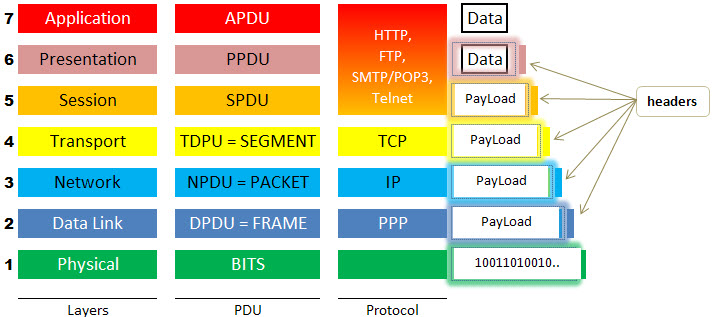 7 Application APDU Data
HTTP,
FTP,
SMTP/POP3,
Telnet
6 Presentation PPDU Data
5 Session SPDU PayLoad
headers
4 Transport TDPU = SEGMENT TCP PayLoad
3 Network NPDU = PACKET IP PayLoad
2 Data Link DPDU = FRAME PPP PayLoad
1 Physical BITS 10011010010..
Layers PDU Protocol